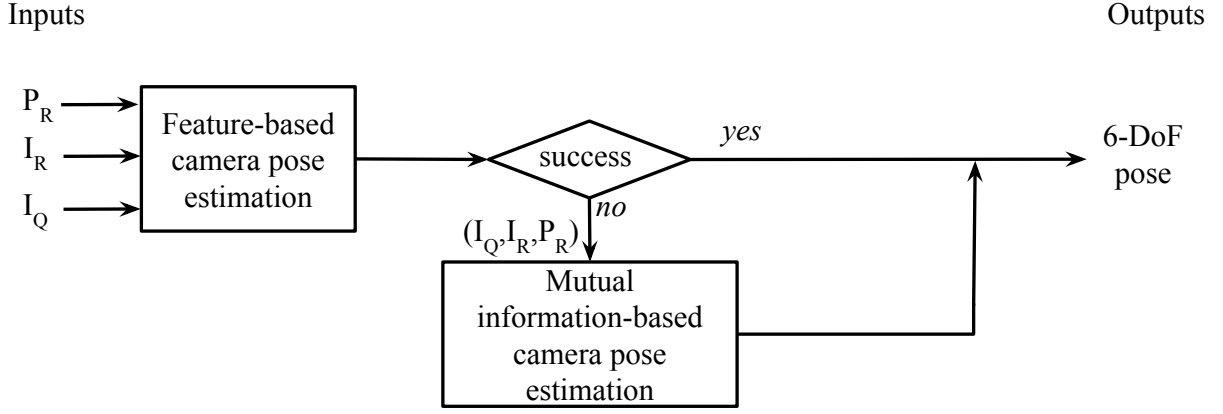 Inputs
Outputs
P_R
I_R
I_Q
Feature-based
camera pose
estimation
success
yes
no
(I_Q,I_R,P_R)
Mutual
information-based
camera pose
estimation
6-DoF
pose